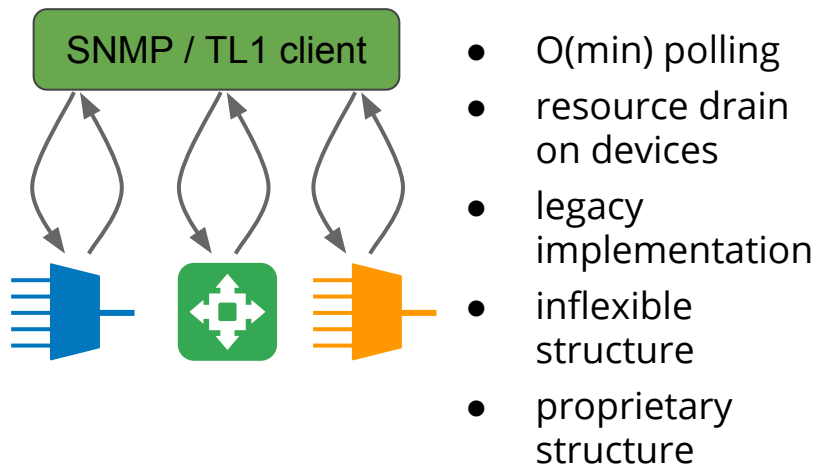 SNMP / TL1 client
● O(min) polling
● resource drain
on devices
● legacy
implementation
● inflexible
structure
● proprietary
structure